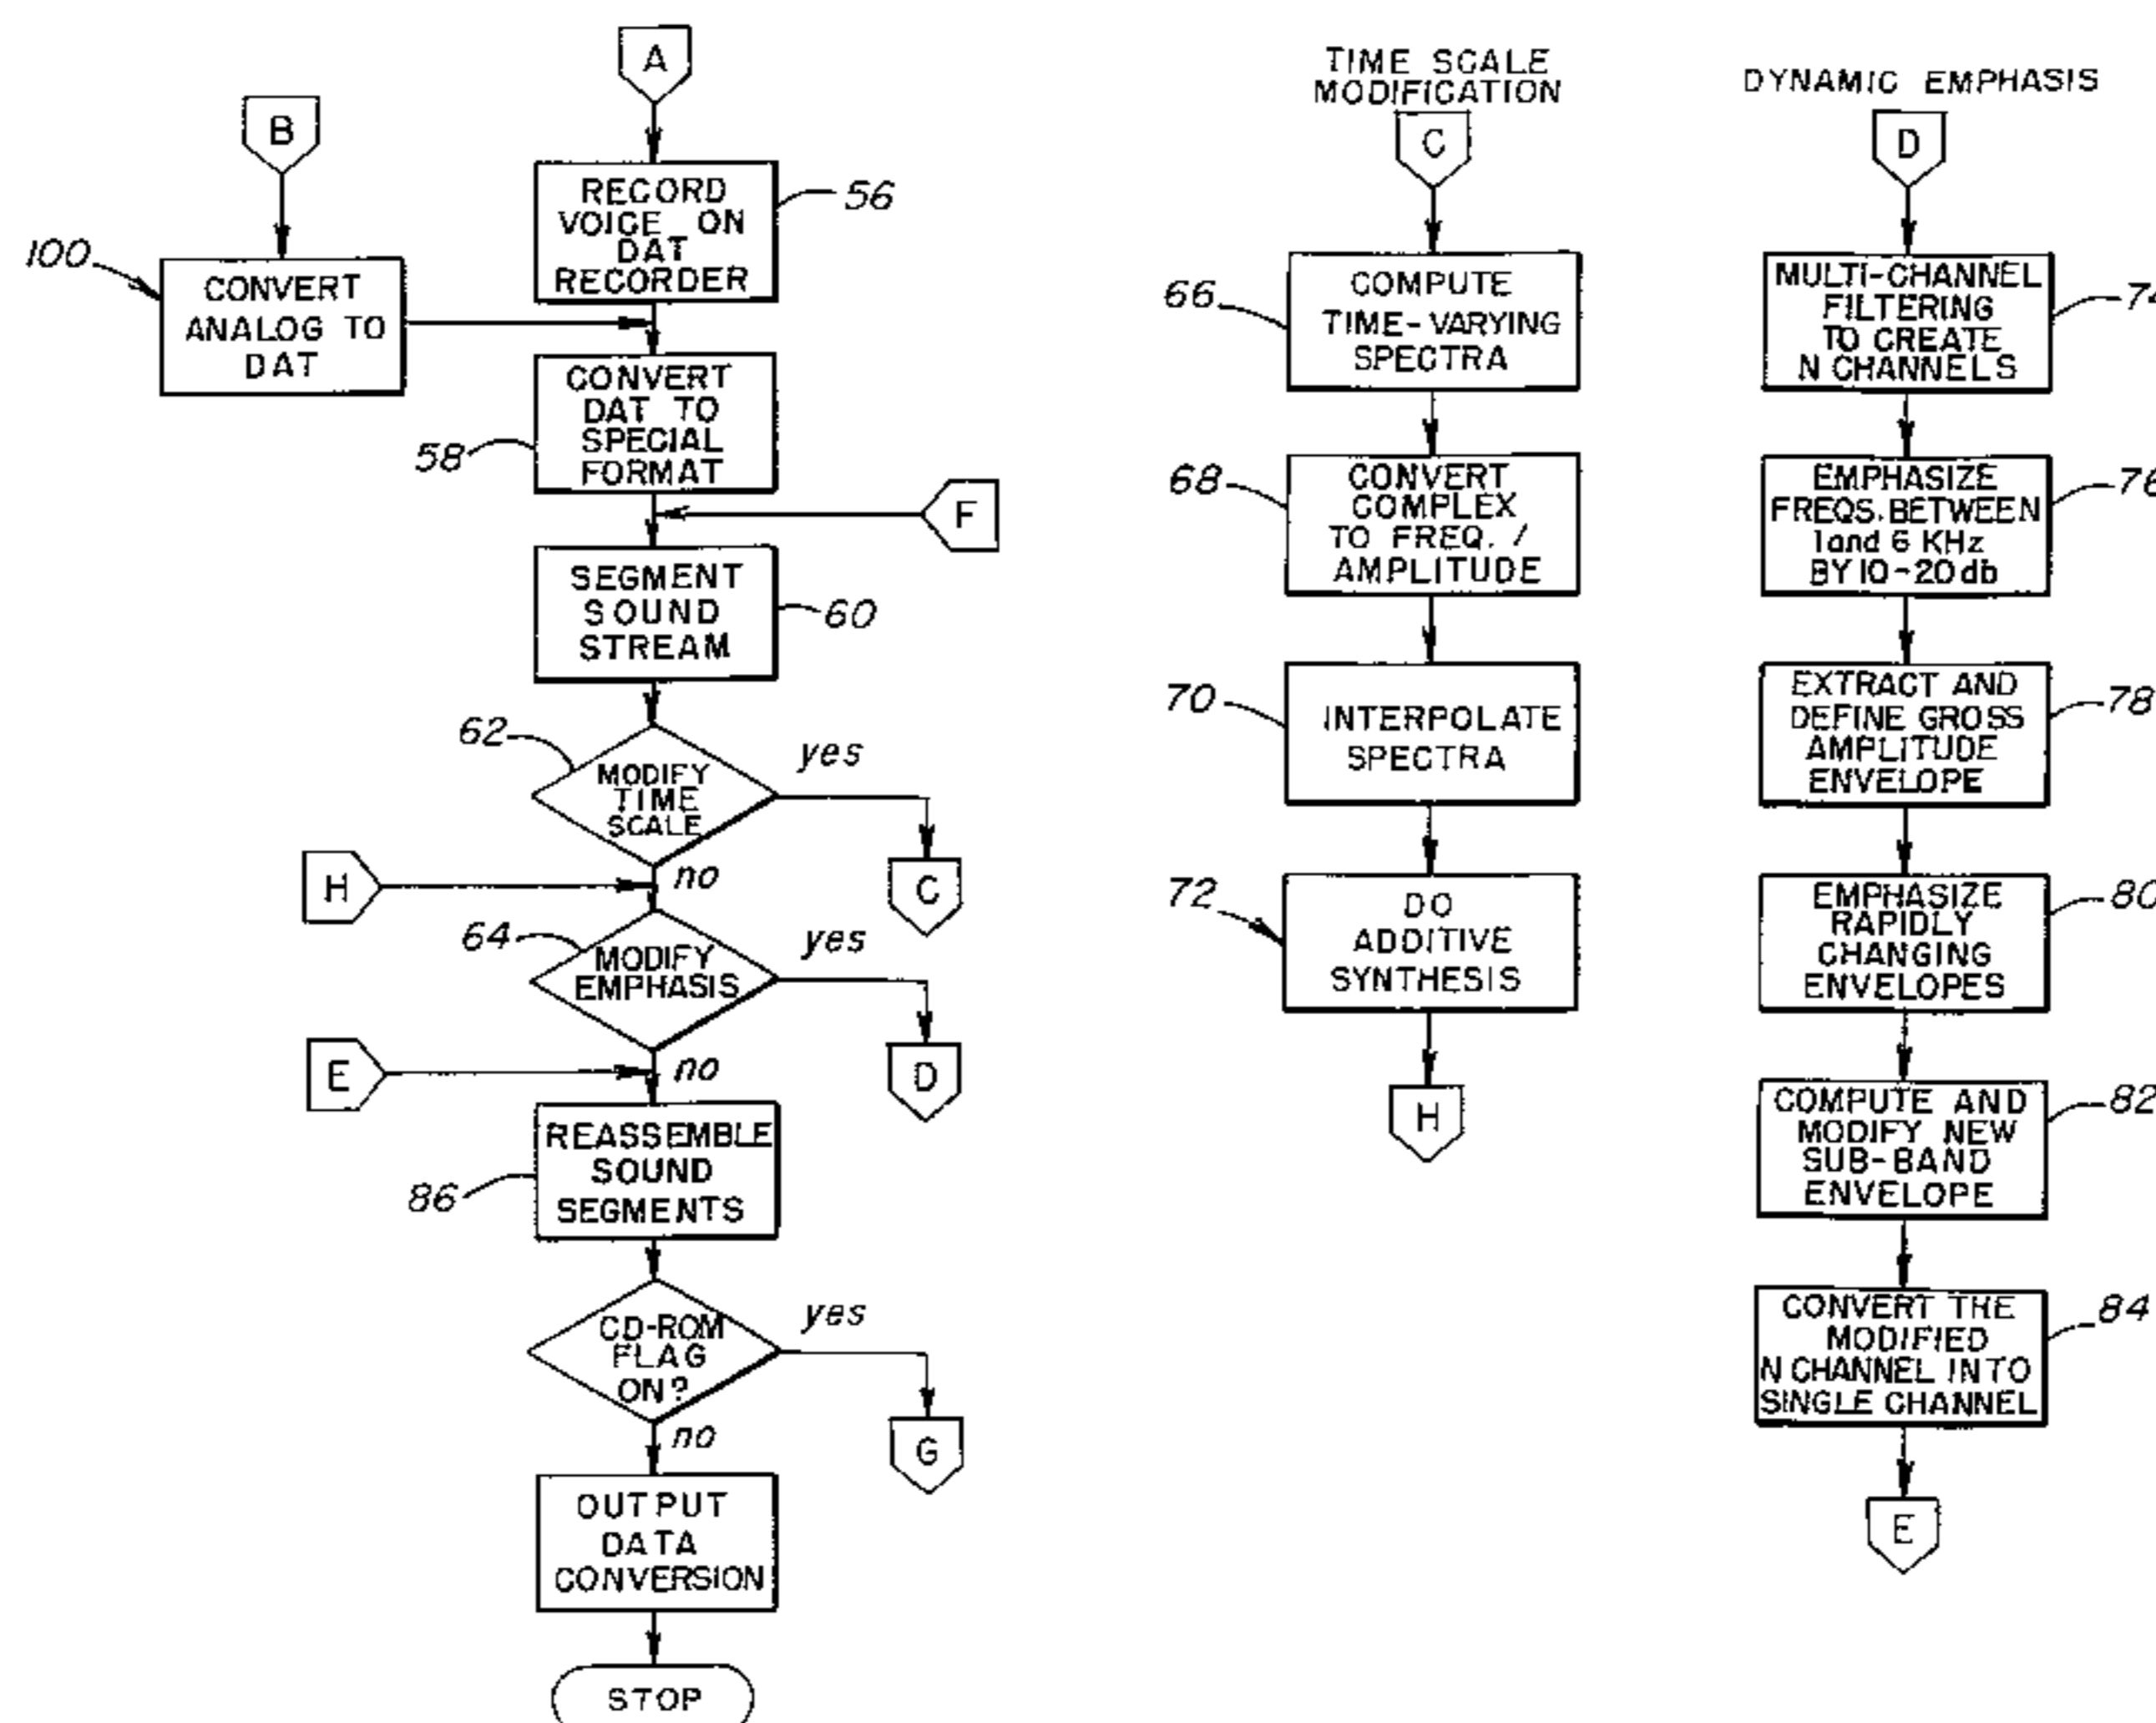 A
B
RECORD
VOICE ON
DAT
RECORDER
56
100
CONVERT
ANALOG TO
DAT
CONVERT
DAT TO
SPECIAL
FORMAT
58
F
SEGMENT
SOUND
STREAM
60
62
MODIFY
TIME
SCALE
yes
no
C
H
64
MODIFY
EMPHASIS
yes
no
D
E
REASSEMBLE
SOUND
SEGMENTS
86
CD-ROM
FLAG
ON?
yes
no
G
OUTPUT
DATA
CONVERSION
STOP
TIME SCALE
MODIFICATION
C
66
COMPUTE
TIME-VARYING
SPECTRA
68
CONVERT
COMPLEX
TO FREQ. /
AMPLITUDE
70
INTERPOLATE
SPECTRA
72
DO
ADDITIVE
SYNTHESIS
H
DYNAMIC EMPHASIS
D
MULTI-CHANNEL
FILTERING
TO CREATE
N CHANNELS
74
EMPHASIZE
FREQS. BETWEEN
1and 6 KHz
BY 10-20 db
76
EXTRACT AND
DEFINE GROSS
AMPLITUDE
ENVELOPE
78
EMPHASIZE
RAPIDLY
CHANGING
ENVELOPES
80
COMPUTE AND
MODIFY NEW
SUB-BAND
ENVELOPE
82
CONVERT THE
MODIFIED
N CHANNEL INTO
SINGLE CHANNEL
84
E